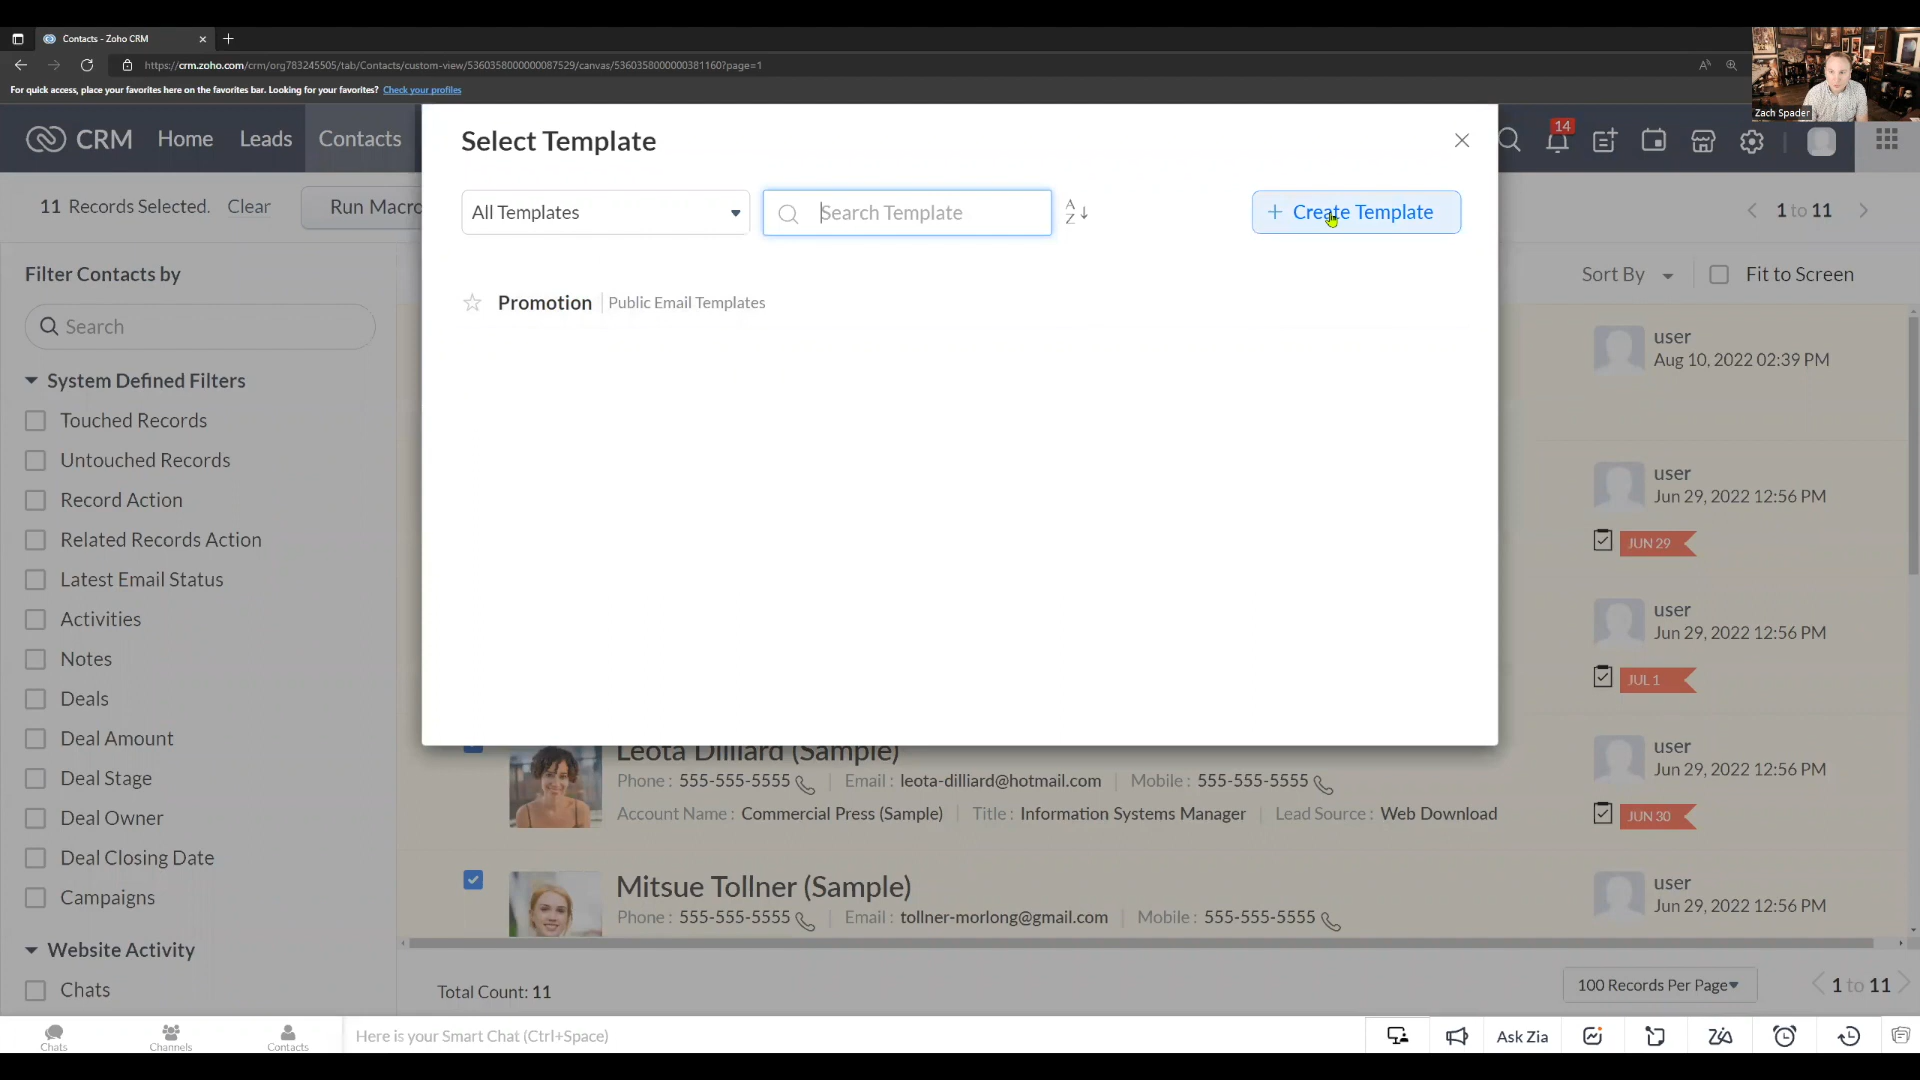 Contacts - Zoho CRM
https://crm.zoho.com/crm/org783245505/tab/Contacts/custom-view/5360358000000087529/canvas/5360358000000381160?page=1
For quick access, place your favorites here on the favorites bar. Looking for your favorites? Check your profiles
Zach Spader
CRM Home Leads Contacts
14
Select Template
11 Records Selected. Clear Run Macro
All Templates
Search Template
A
Z
+ Create Template
1 to 11
Promotion Public Email Templates
Filter Contacts by
Search
Sort By Fit to Screen
System Defined Filters
Touched Records
Untouched Records
Record Action
Related Records Action
Latest Email Status
Activities
Notes
Deals
Deal Amount
Deal Stage
Deal Owner
Deal Closing Date
Campaigns
Website Activity
Chats
user
Aug 10, 2022 02:39 PM
user
Jun 29, 2022 12:56 PM
JUN 29
user
Jun 29, 2022 12:56 PM
JUL 1
Leota Dilliard (Sample)
Phone : 555-555-5555 Email : leota-dilliard@hotmail.com Mobile : 555-555-5555
Account Name : Commercial Press (Sample) Title : Information Systems Manager Lead Source : Web Download
user
Jun 29, 2022 12:56 PM
JUN 30
Mitsue Tollner (Sample)
Phone : 555-555-5555 Email : tollner-morlong@gmail.com Mobile : 555-555-5555
user
Jun 29, 2022 12:56 PM
Total Count: 11
100 Records Per Page
1 to 11
Chats Channels Contacts
Here is your Smart Chat (Ctrl+Space)
Ask Zia